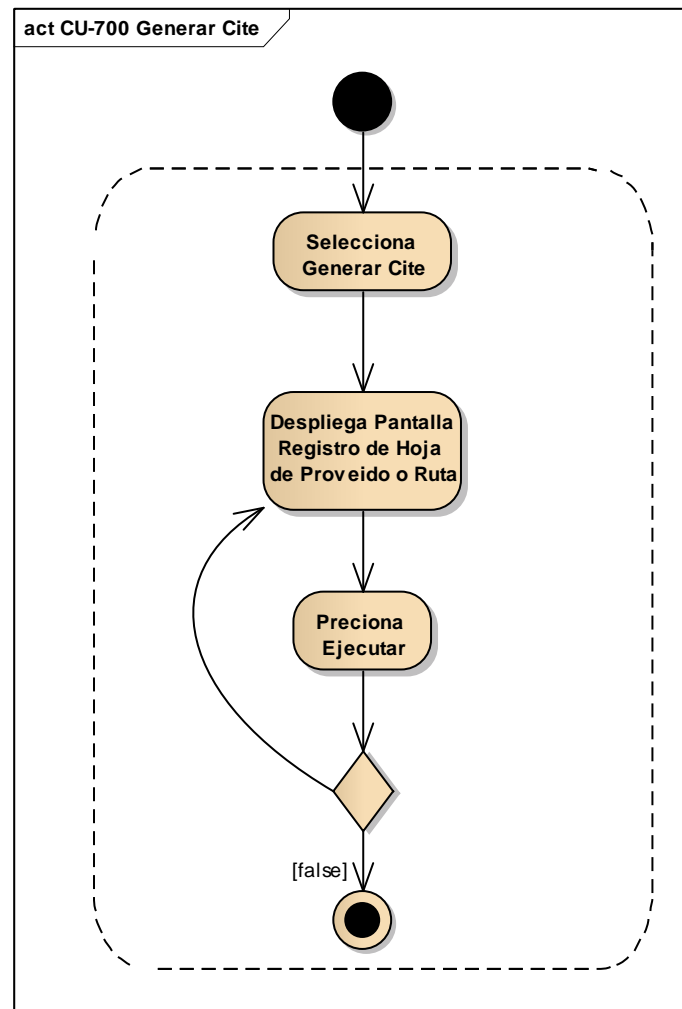 act CU-700 Generar Cite
Selecciona
Generar Cite
Despliega Pantalla
Registro de Hoja
de Proveido o Ruta
Preciona
Ejecutar
[false]